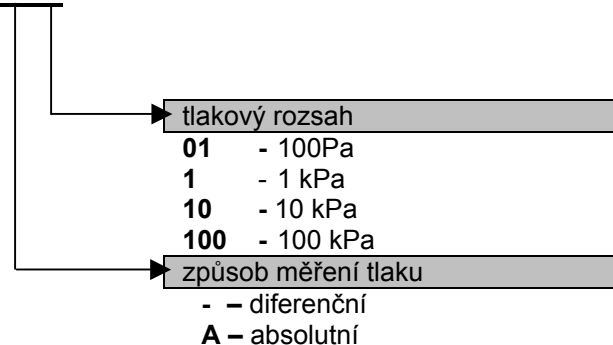 tlakový rozsah
01 - 100Pa
1 - 1 kPa
10 - 10 kPa
100 - 100 kPa
způsob měření tlaku
- – diferenční
A – absolutní